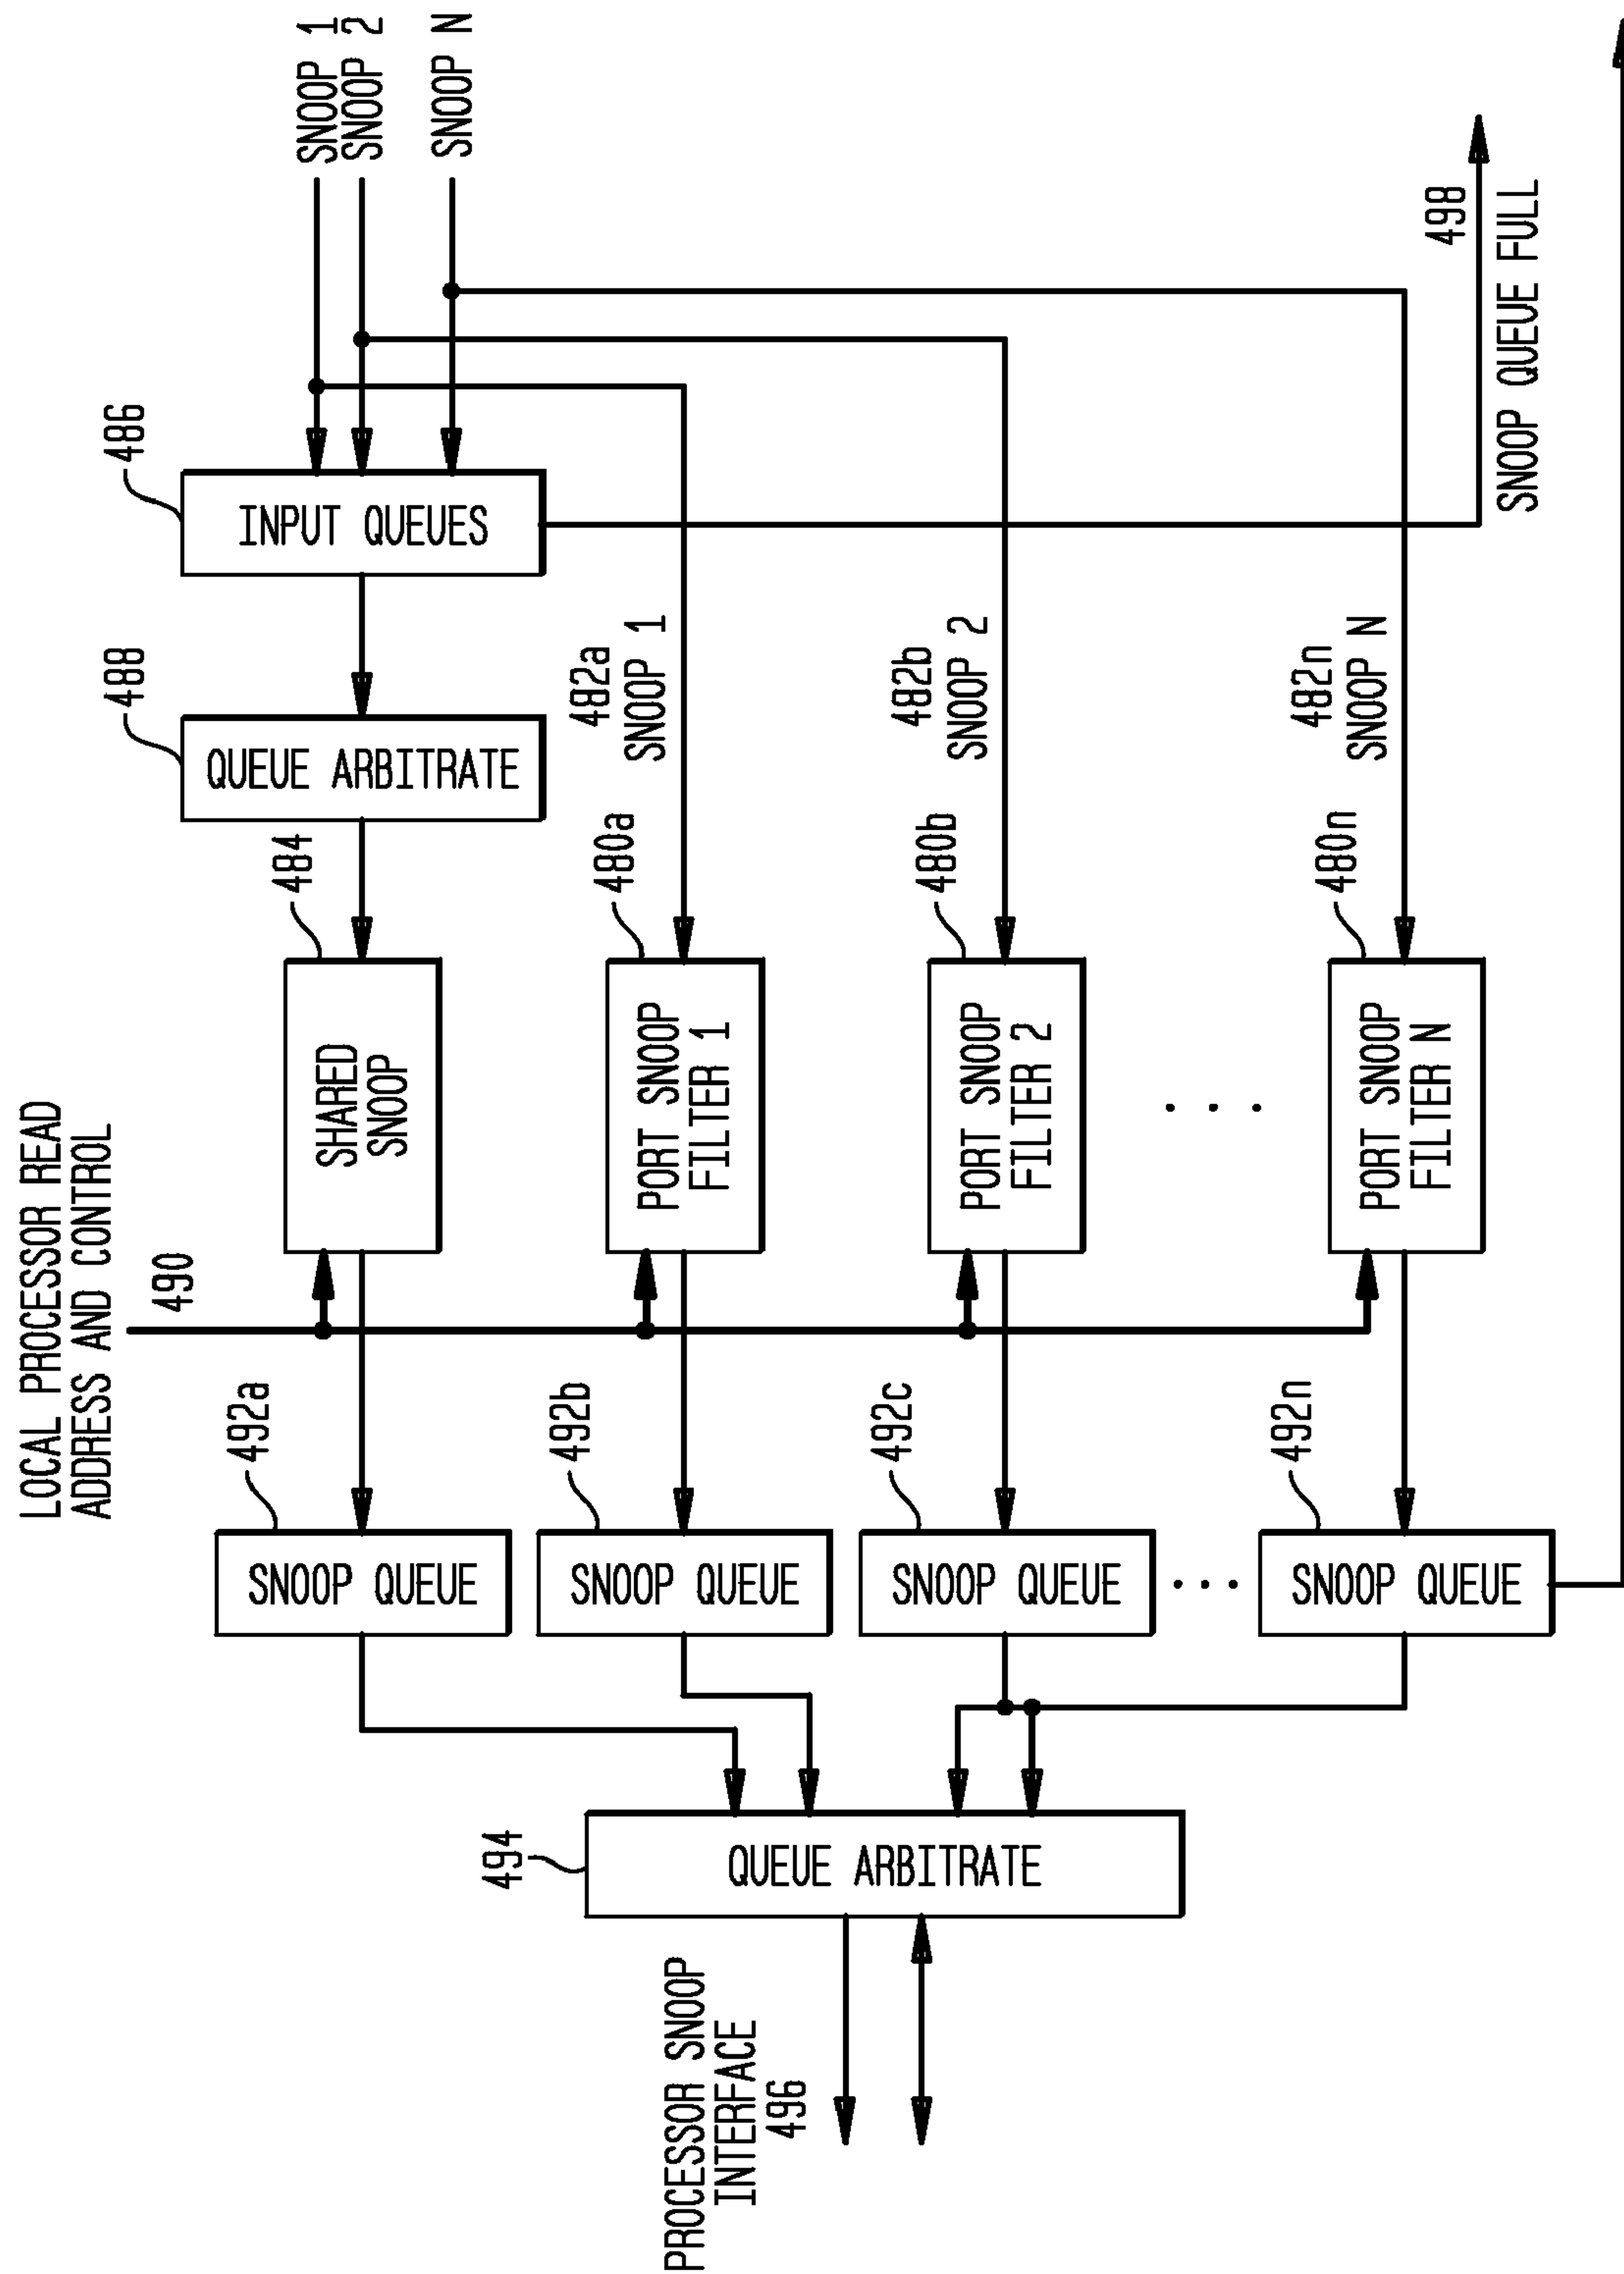 LOCAL PROCESSOR READ
ADDRESS AND CONTROL
490
488
486
QUEUE ARBITRATE
INPUT QUEUES
492a
SNOOP QUEUE
484
SHARED
SNOOP
SNOOP 1
SNOOP 2
SNOOP N
494
QUEUE ARBITRATE
PROCESSOR SNOOP
INTERFACE
496
492b
SNOOP QUEUE
480a
PORT SNOOP
FILTER 1
482a
SNOOP 1
492c
SNOOP QUEUE
480b
PORT SNOOP
FILTER 2
482b
SNOOP 2
492n
SNOOP QUEUE
480n
PORT SNOOP
FILTER N
482n
SNOOP N
498
SNOOP QUEUE FULL